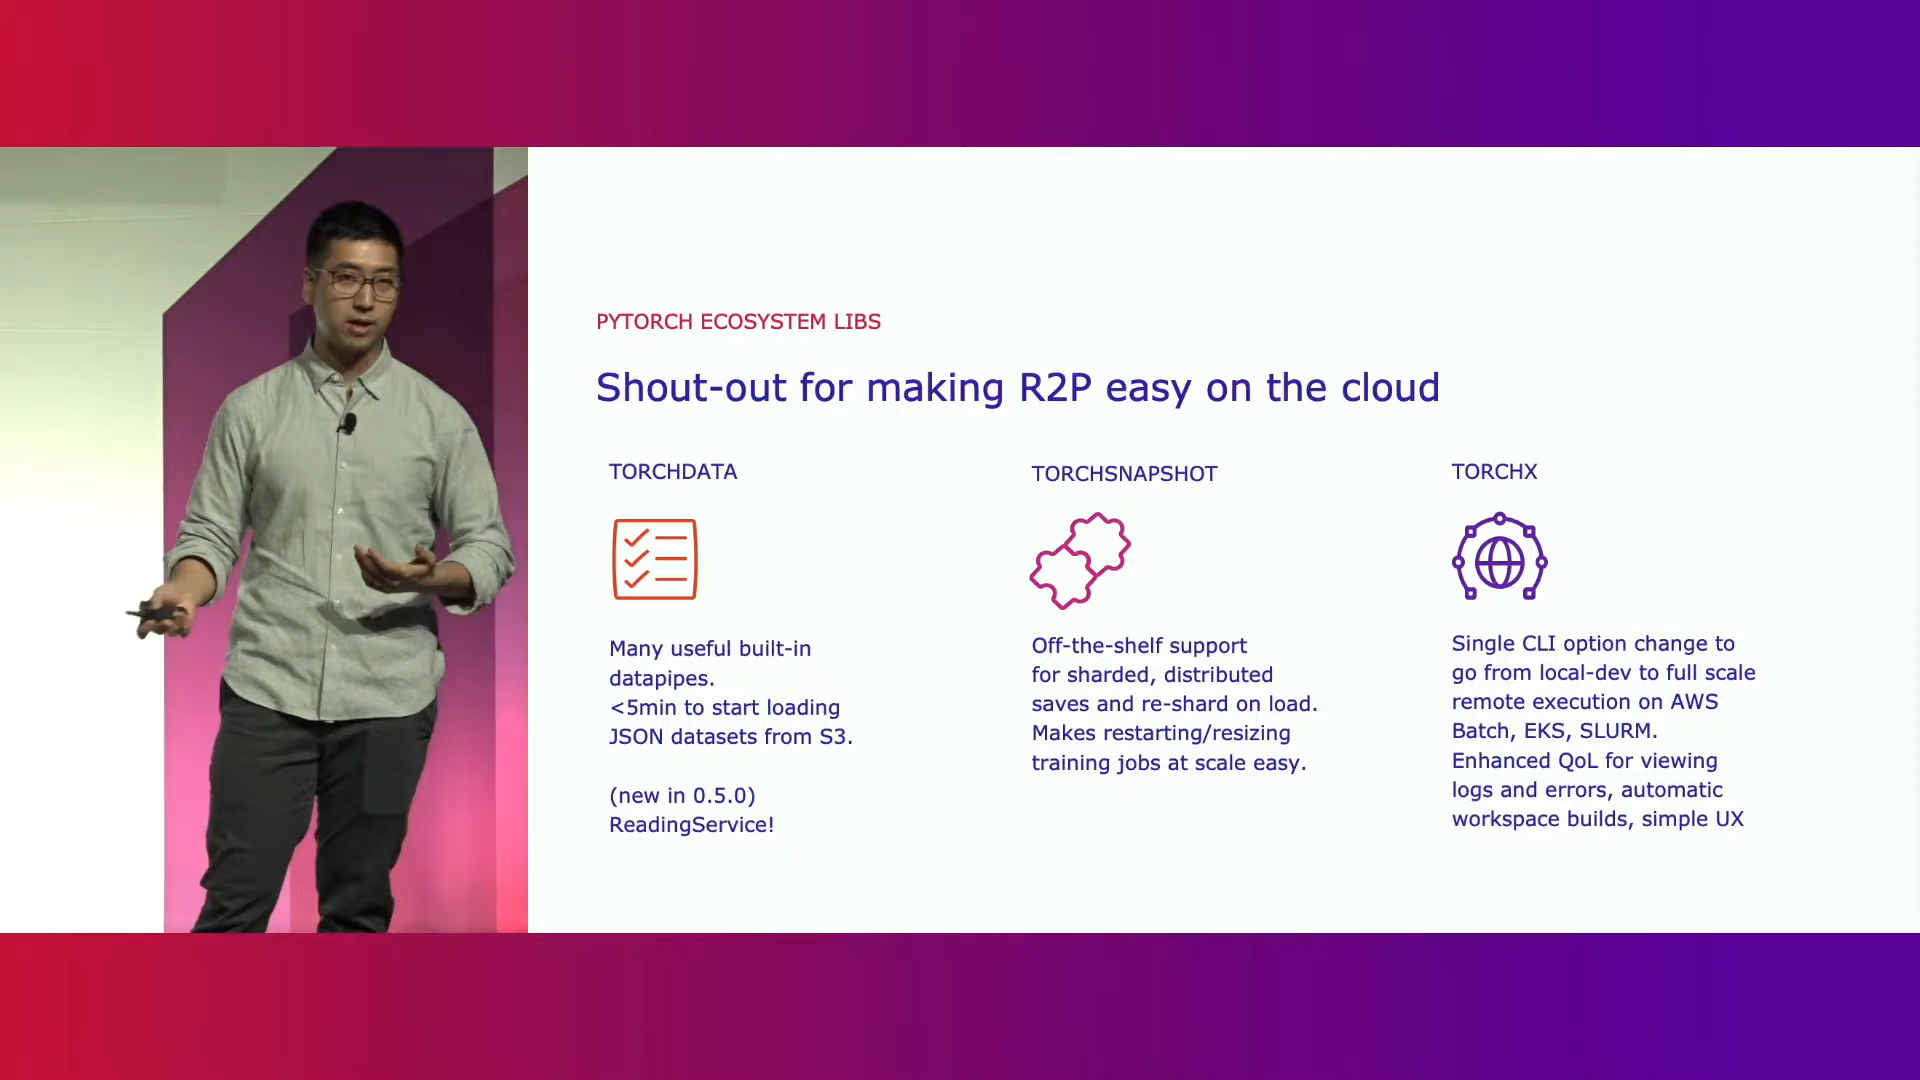 PYTORCH ECOSYSTEM LIBS
Shout-out for making R2P easy on the cloud
TORCHDATA
Many useful built-in
datapipes.
<5min to start loading
JSON datasets from S3.
(new in 0.5.0)
ReadingService!
TORCHSNAPSHOT
Off-the-shelf support
for sharded, distributed
saves and re-shard on load.
Makes restarting/resizing
training jobs at scale easy.
TORCHX
Single CLI option change to
go from local-dev to full scale
remote execution on AWS
Batch, EKS, SLURM.
Enhanced QoL for viewing
logs and errors, automatic
workspace builds, simple UX